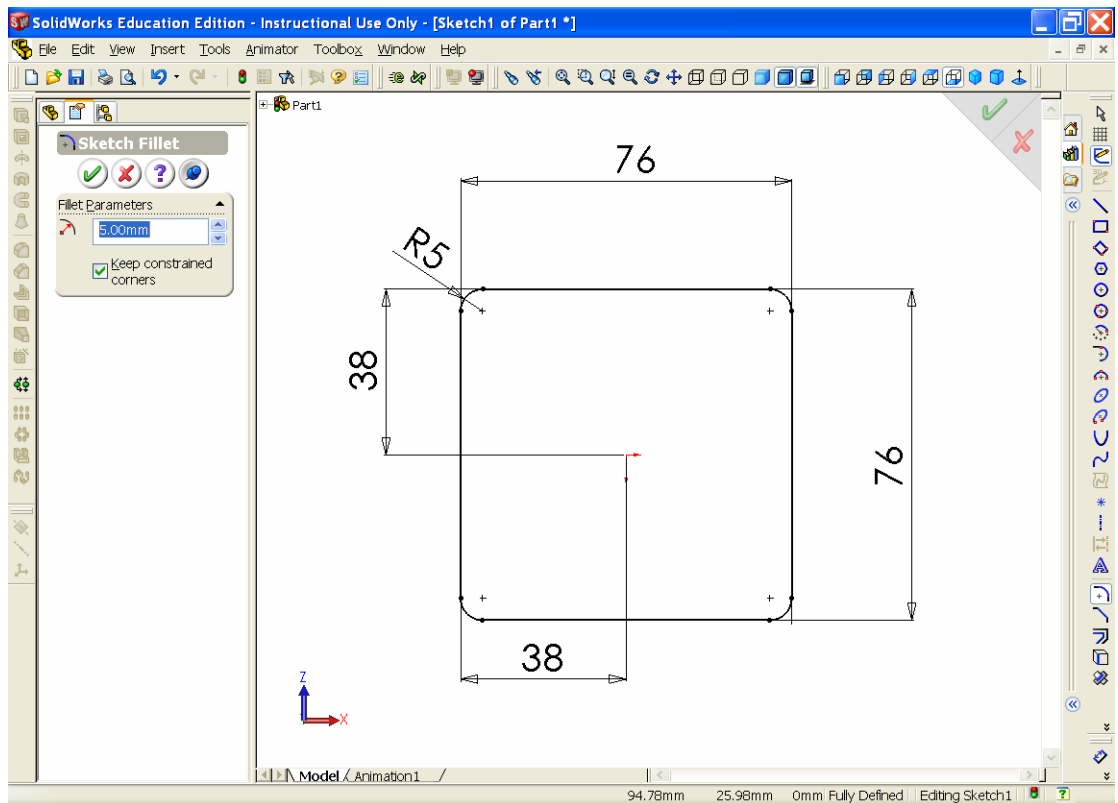 SolidWorks Education Edition - Instructional Use Only - [Sketch1 of Part1 *]
File Edit View Insert Tools Animator Toolbox Window Help
Part1
Sketch Fillet
Fillet Parameters
5.00mm
Keep constrained
corners
76
R5
38
76
38
Z
X
Model Animation1
94.78mm 25.98mm 0mm Fully Defined Editing Sketch1